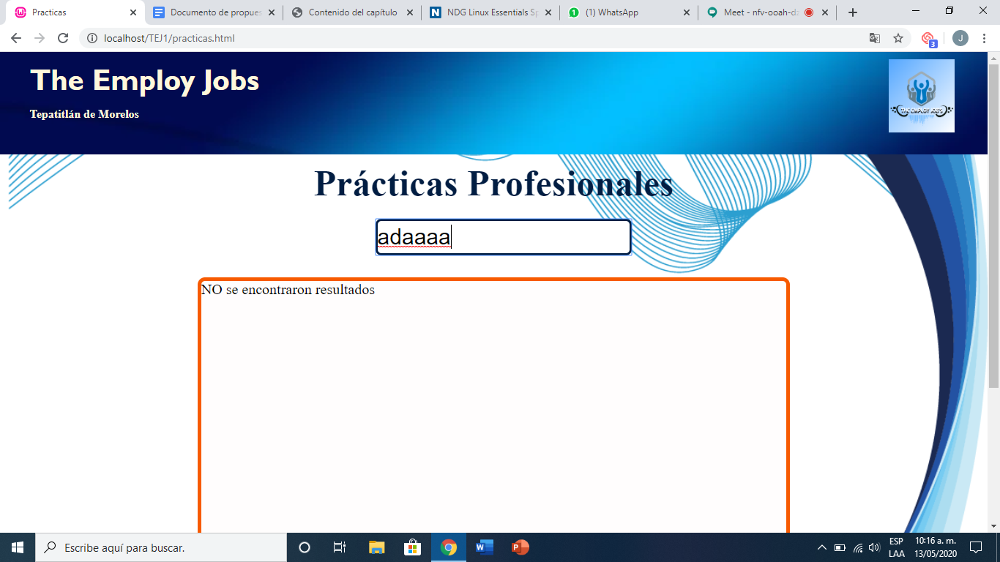 Practicas
Documento de propues
Contenido del capítulo
NDG Linux Essentials Sp
(1) WhatsApp
Meet - nfv-ooah-dz
localhost/TEJ1/practicas.html
J
3
The Employ Jobs
Tepatitlán de Morelos
THE EMPLOY JOBS
Prácticas Profesionales
adaaaa
NO se encontraron resultados
Escribe aquí para buscar.
ESP
LAA
10:16 a. m.
13/05/2020